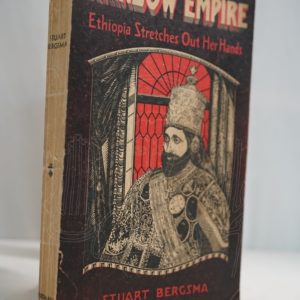 EMPIRE
Ethiopia Stretches Out Her Hands
STUART BERGSMA
STUART
BERGSMA